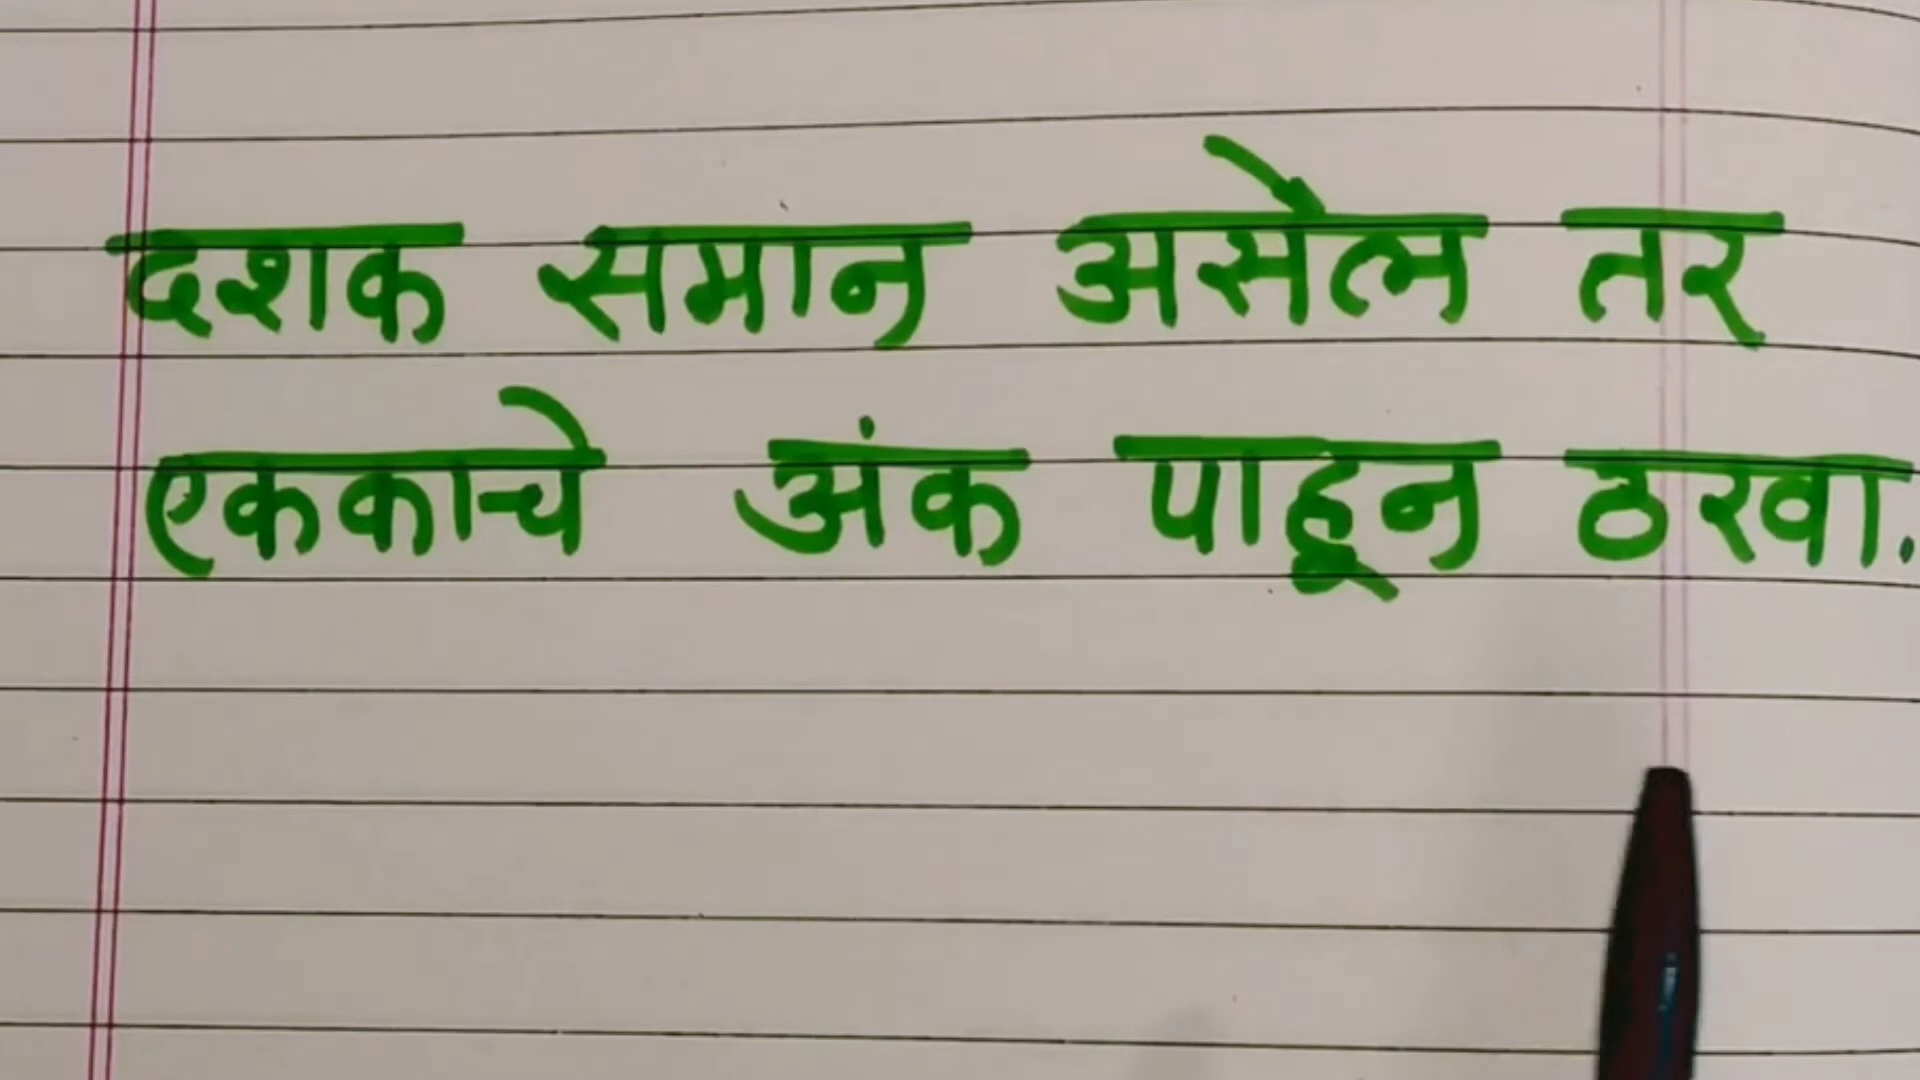 दशक समान असेल तर
एककाचे अंक पाहून ठरवा.